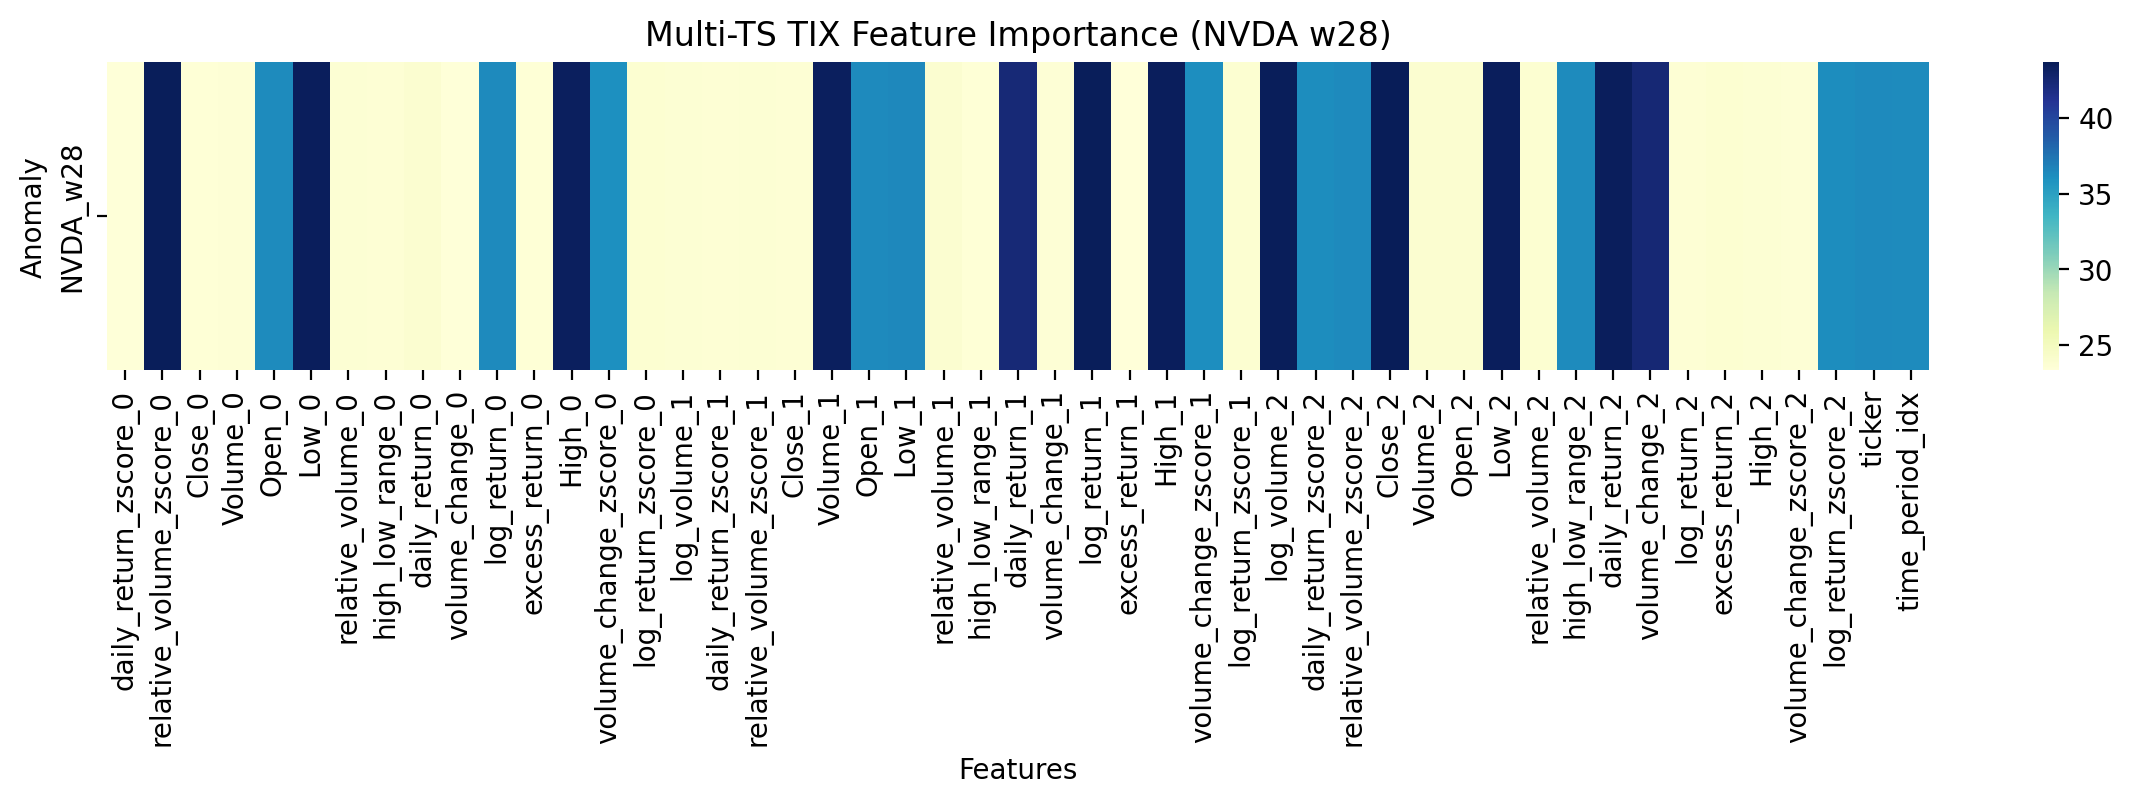 Multi-TS TIX Feature Importance (NVDA w28)
Anomaly
NVDA_w28
40
35
30
25
daily_return_zscore_0
relative_volume_zscore_0
Close_0
Volume_0
Open_0
Low_0
relative_volume_0
high_low_range_0
daily_return_0
volume_change_0
log_return_0
excess_return_0
High_0
volume_change_zscore_0
log_return_zscore_0
log_volume_1
daily_return_zscore_1
relative_volume_zscore_1
Close_1
Volume_1
Open_1
Low_1
relative_volume_1
high_low_range_1
daily_return_1
volume_change_1
log_return_1
excess_return_1
High_1
volume_change_zscore_1
log_return_zscore_1
log_volume_2
daily_return_zscore_2
relative_volume_zscore_2
Close_2
Volume_2
Open_2
Low_2
relative_volume_2
high_low_range_2
daily_return_2
volume_change_2
log_return_2
excess_return_2
High_2
volume_change_zscore_2
log_return_zscore_2
ticker
time_period_idx
Features